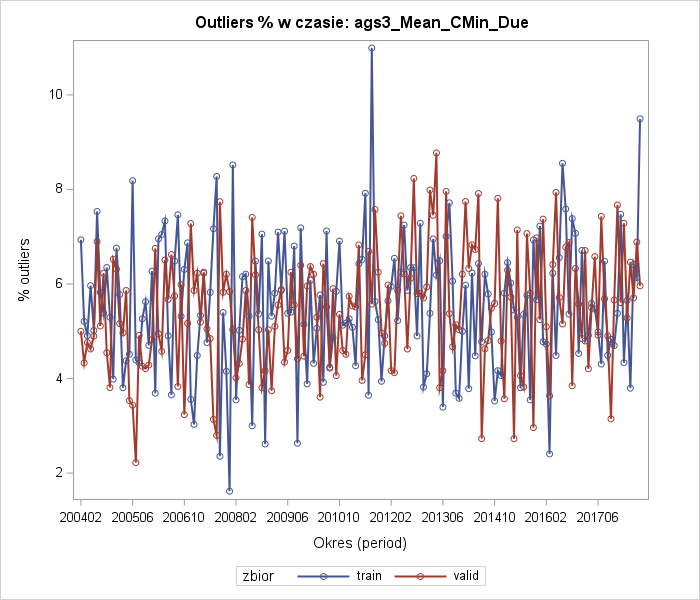 Outliers % w czasie: ags3_Mean_CMin_Due
% outliers
10
8
6
4
2
200402 200506 200610 200802 200906 201010 201202 201306 201410 201602 201706
Okres (period)
zbior train valid